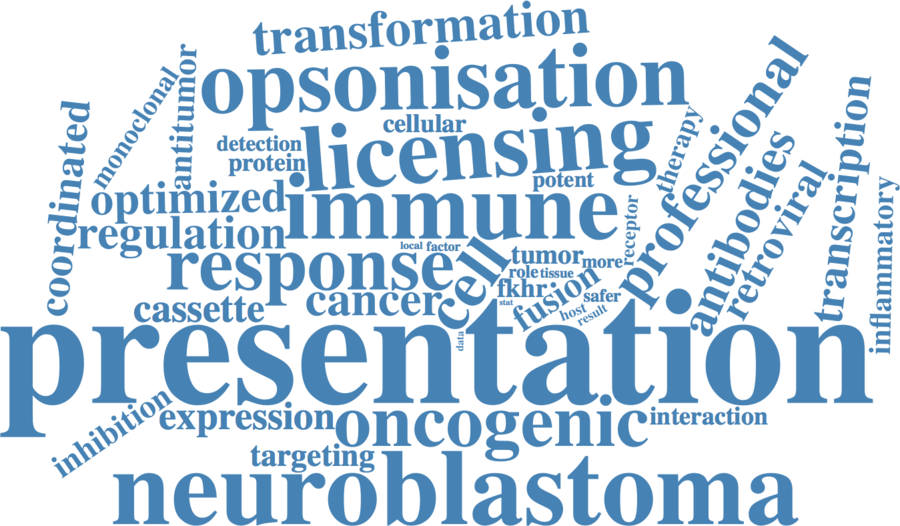 transformation
opsonisation
professional
monoclonal
antitumor
coordinated
cellular
detection
protein
licensing
therapy
potent
antibodies
transcription
retroviral
inflammatory
optimized
immune
receptor
regulation
local
factor
response
cell
tumor
more
role
tissue
fkhr
fusion
safer
stat
host
result
cassette
cancer
data
presentation
inhibition
expression
oncogenic
interaction
targeting
neuroblastoma